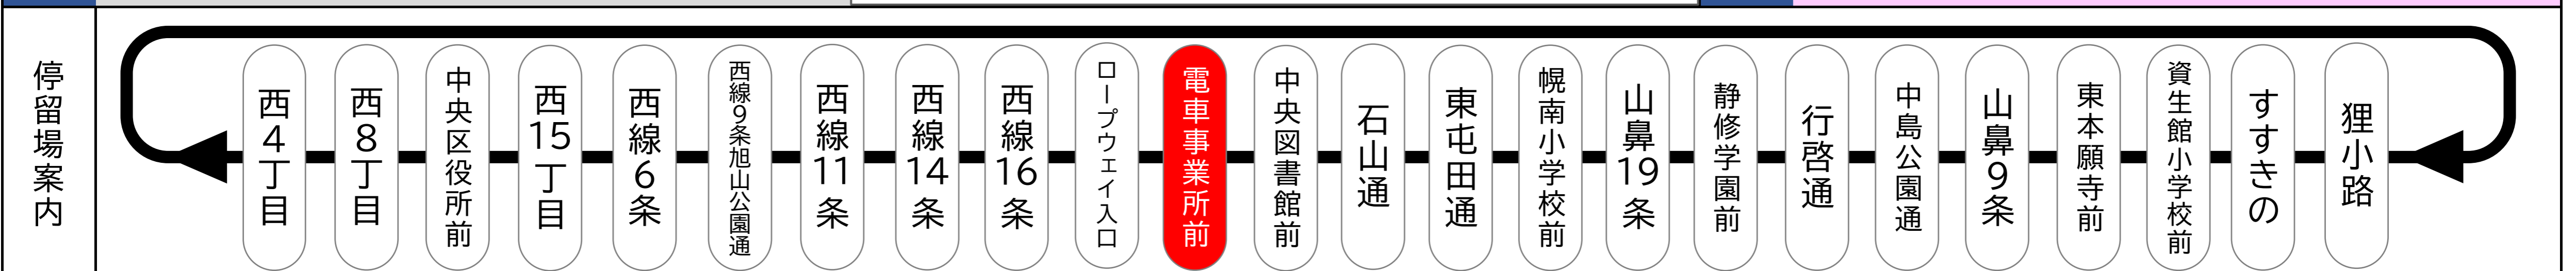 停留場案内
西4丁目
西8丁目
中央区役所前
西15丁目
西線6条
西線9条旭山公園通
西線11条
西線14条
西線16条
ロープウェイ入口
電車事業所前
中央図書館前
石山通
東屯田通
幌南小学校前
山鼻19条
静修学園前
行啓通
中島公園通
山鼻9条
東本願寺前
資生館小学校前
すすきの
狸小路